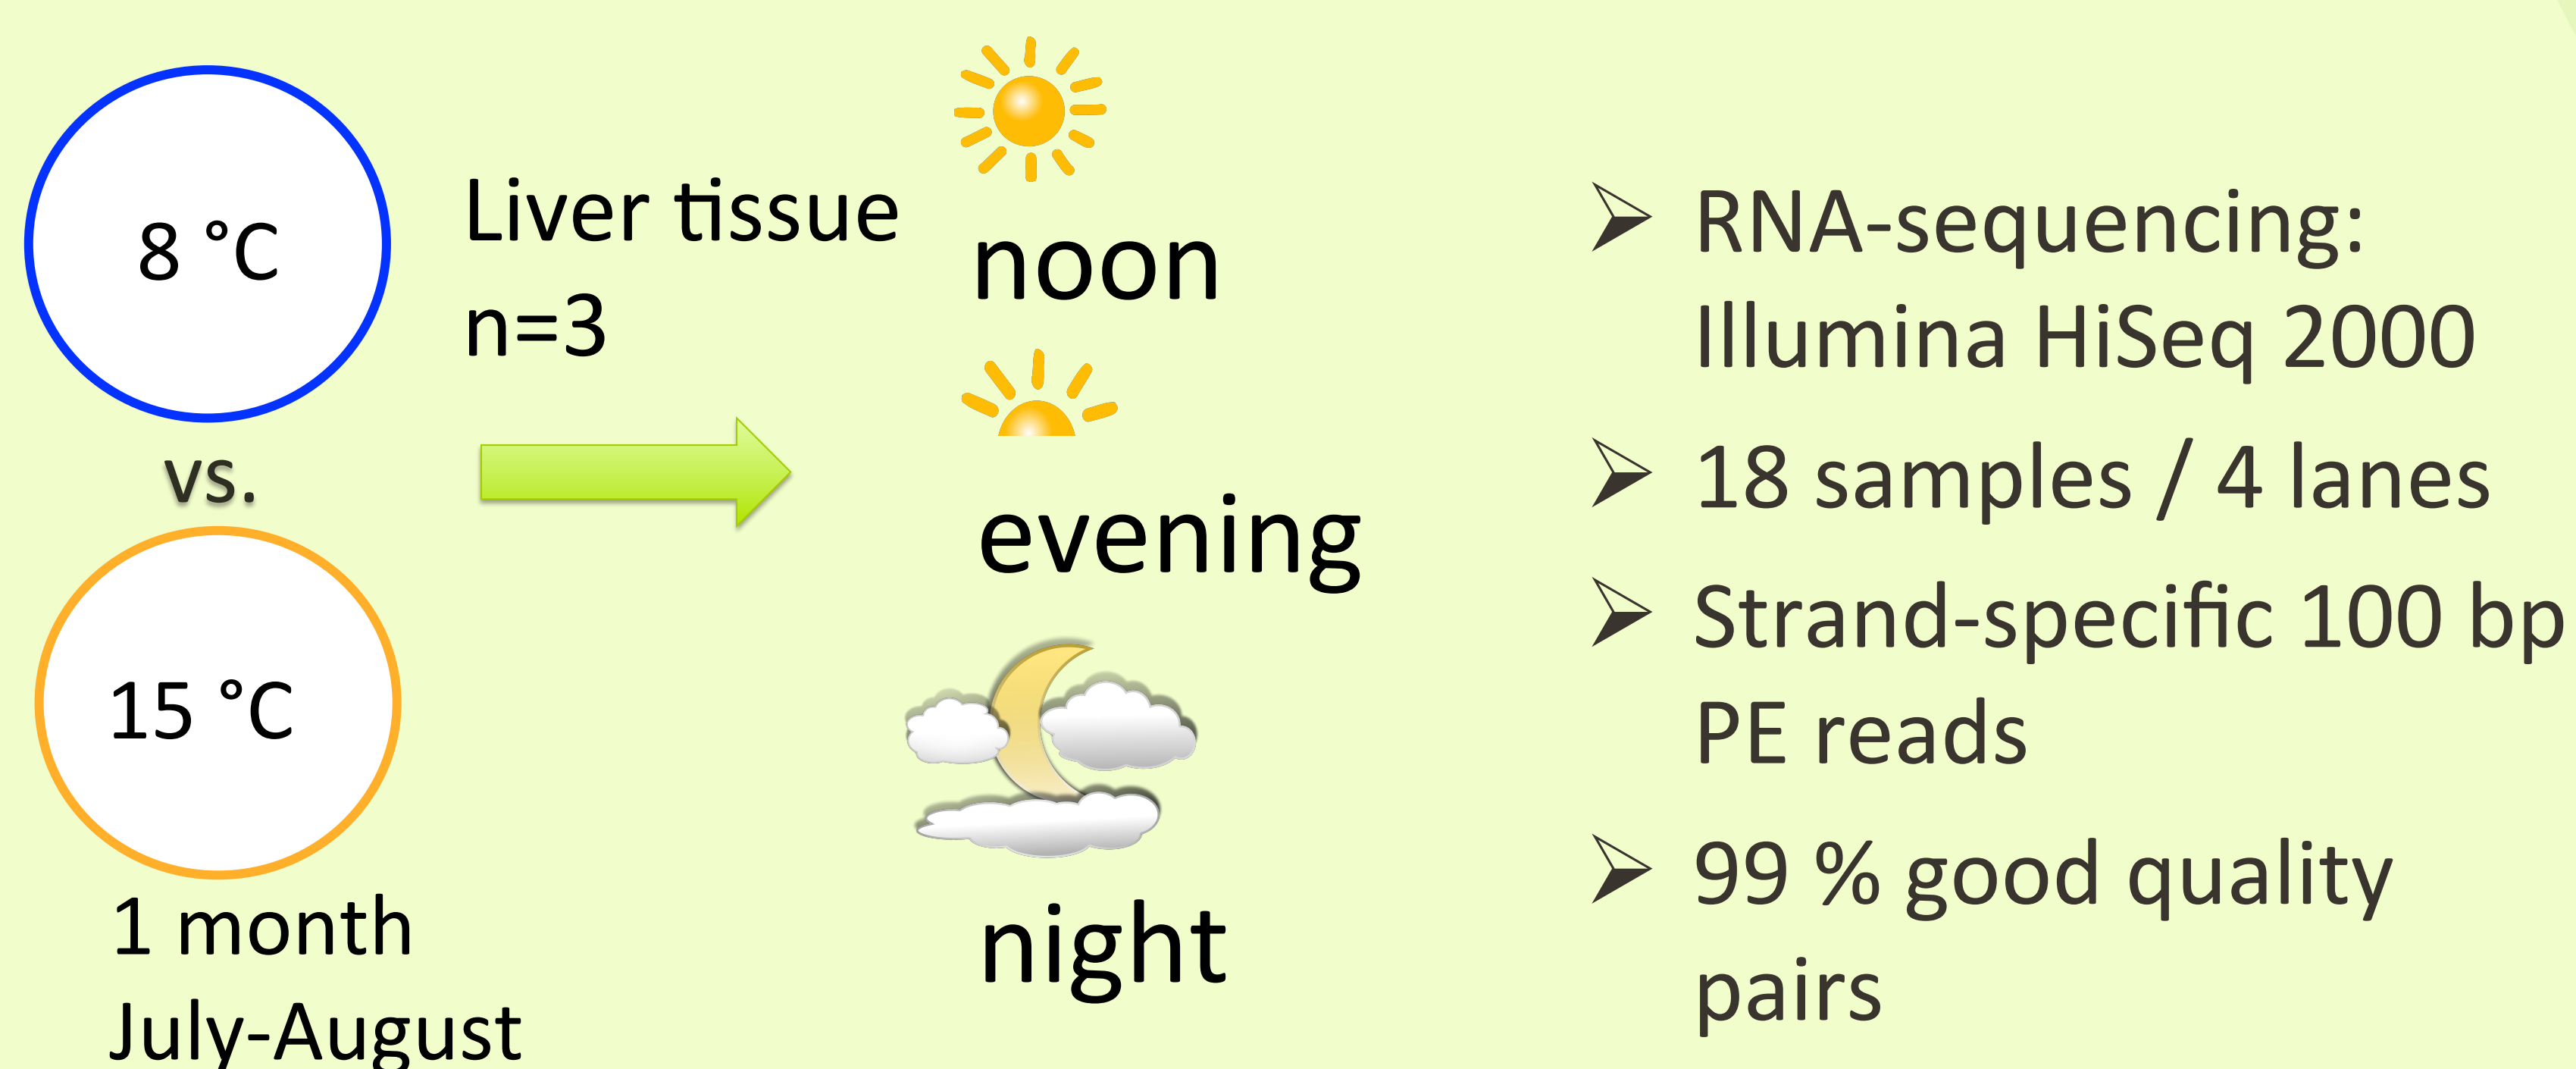 8 °C
vs.
15 °C
1 month
July-August
Liver tissue
n=3
noon
evening
night
➢ RNA-sequencing:
Illumina HiSeq 2000
➢ 18 samples / 4 lanes
➢ Strand-specific 100 bp
PE reads
➢ 99 % good quality
pairs